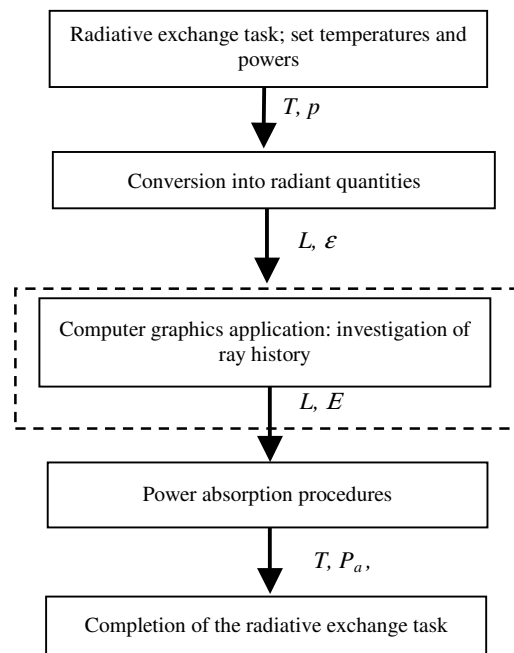 Radiative exchange task; set temperatures and
powers
T, p
Conversion into radiant quantities
L, ε
Computer graphics application: investigation of
ray history
L, E
Power absorption procedures
T, Pₐ,
Completion of the radiative exchange task